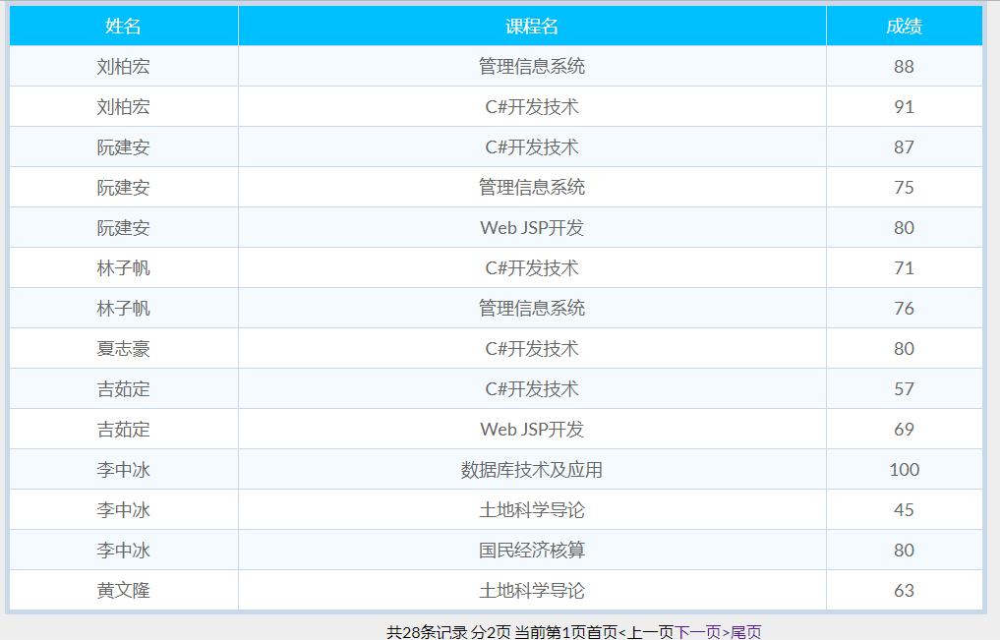 姓名 课程名 成绩
刘柏宏 管理信息系统 88
刘柏宏 C#开发技术 91
阮建安 C#开发技术 87
阮建安 管理信息系统 75
阮建安 Web JSP开发 80
林子帆 C#开发技术 71
林子帆 管理信息系统 76
夏志豪 C#开发技术 80
吉茹定 C#开发技术 57
吉茹定 Web JSP开发 69
李中冰 数据库技术及应用 100
李中冰 土地科学导论 45
李中冰 国民经济核算 80
黄文隆 土地科学导论 63
共28条记录 分2页 当前第1页首页<上一页下一页>尾页